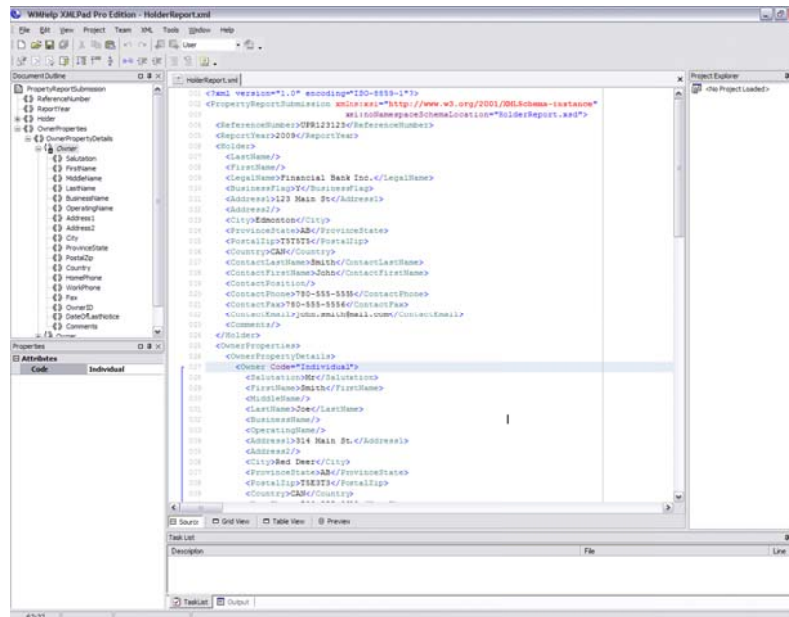 WMHelp XMLPad Pro Edition - HolderReport.xml
File Edit View Project Team XML Tools Window Help
User
Document Outline
PropertyReportSubmission
ReferenceNumber
ReportYear
Holder
OwnerProperties
OwnerPropertyDetails
Owner
Salutation
FirstName
MiddleName
LastName
BusinessName
OperatingName
Address1
Address2
City
ProvinceState
PostalZip
Country
HomePhone
WorkPhone
Fax
OwnerID
DateOfLastNotice
Comments
Owner
Properties
Attributes
Code Individual
HolderReport.xml
<?xml version="1.0" encoding="ISO-8859-1"?>
<PropertyReportSubmission xmlns:xsi="http://www.w3.org/2001/XMLSchema-instance"
xsi:noNamespaceSchemaLocation="HolderReport.xsd">
<ReferenceNumber>UPR123123</ReferenceNumber>
<ReportYear>2009</ReportYear>
<Holder>
<LastName/>
<FirstName/>
<LegalName>Financial Bank Inc.</LegalName>
<BusinessFlag>Y</BusinessFlag>
<Address1>123 Main St</Address1>
<Address2/>
<City>Edmonton</City>
<ProvinceState>AB</ProvinceState>
<PostalZip>T5T5T5</PostalZip>
<Country>CAN</Country>
<ContactLastName>Smith</ContactLastName>
<ContactFirstName>John</ContactFirstName>
<ContactPosition/>
<ContactPhone>780-555-5555</ContactPhone>
<ContactFax>780-555-5556</ContactFax>
<ContactEmail>john.smith@mail.com</ContactEmail>
<Comments/>
</Holder>
<OwnerProperties>
<OwnerPropertyDetails>
<Owner Code="Individual">
<Salutation>Mr</Salutation>
<FirstName>Smith</FirstName>
<MiddleName/>
<LastName>Joe</LastName>
<BusinessName/>
<OperatingName/>
<Address1>314 Main St.</Address1>
<Address2/>
<City>Red Deer</City>
<ProvinceState>AB</ProvinceState>
<PostalZip>T5E3T3</PostalZip>
<Country>CAN</Country>
Source Grid View Table View Preview
Project Explorer
<No Project Loaded>
Task List
Description File Line
TaskList Output